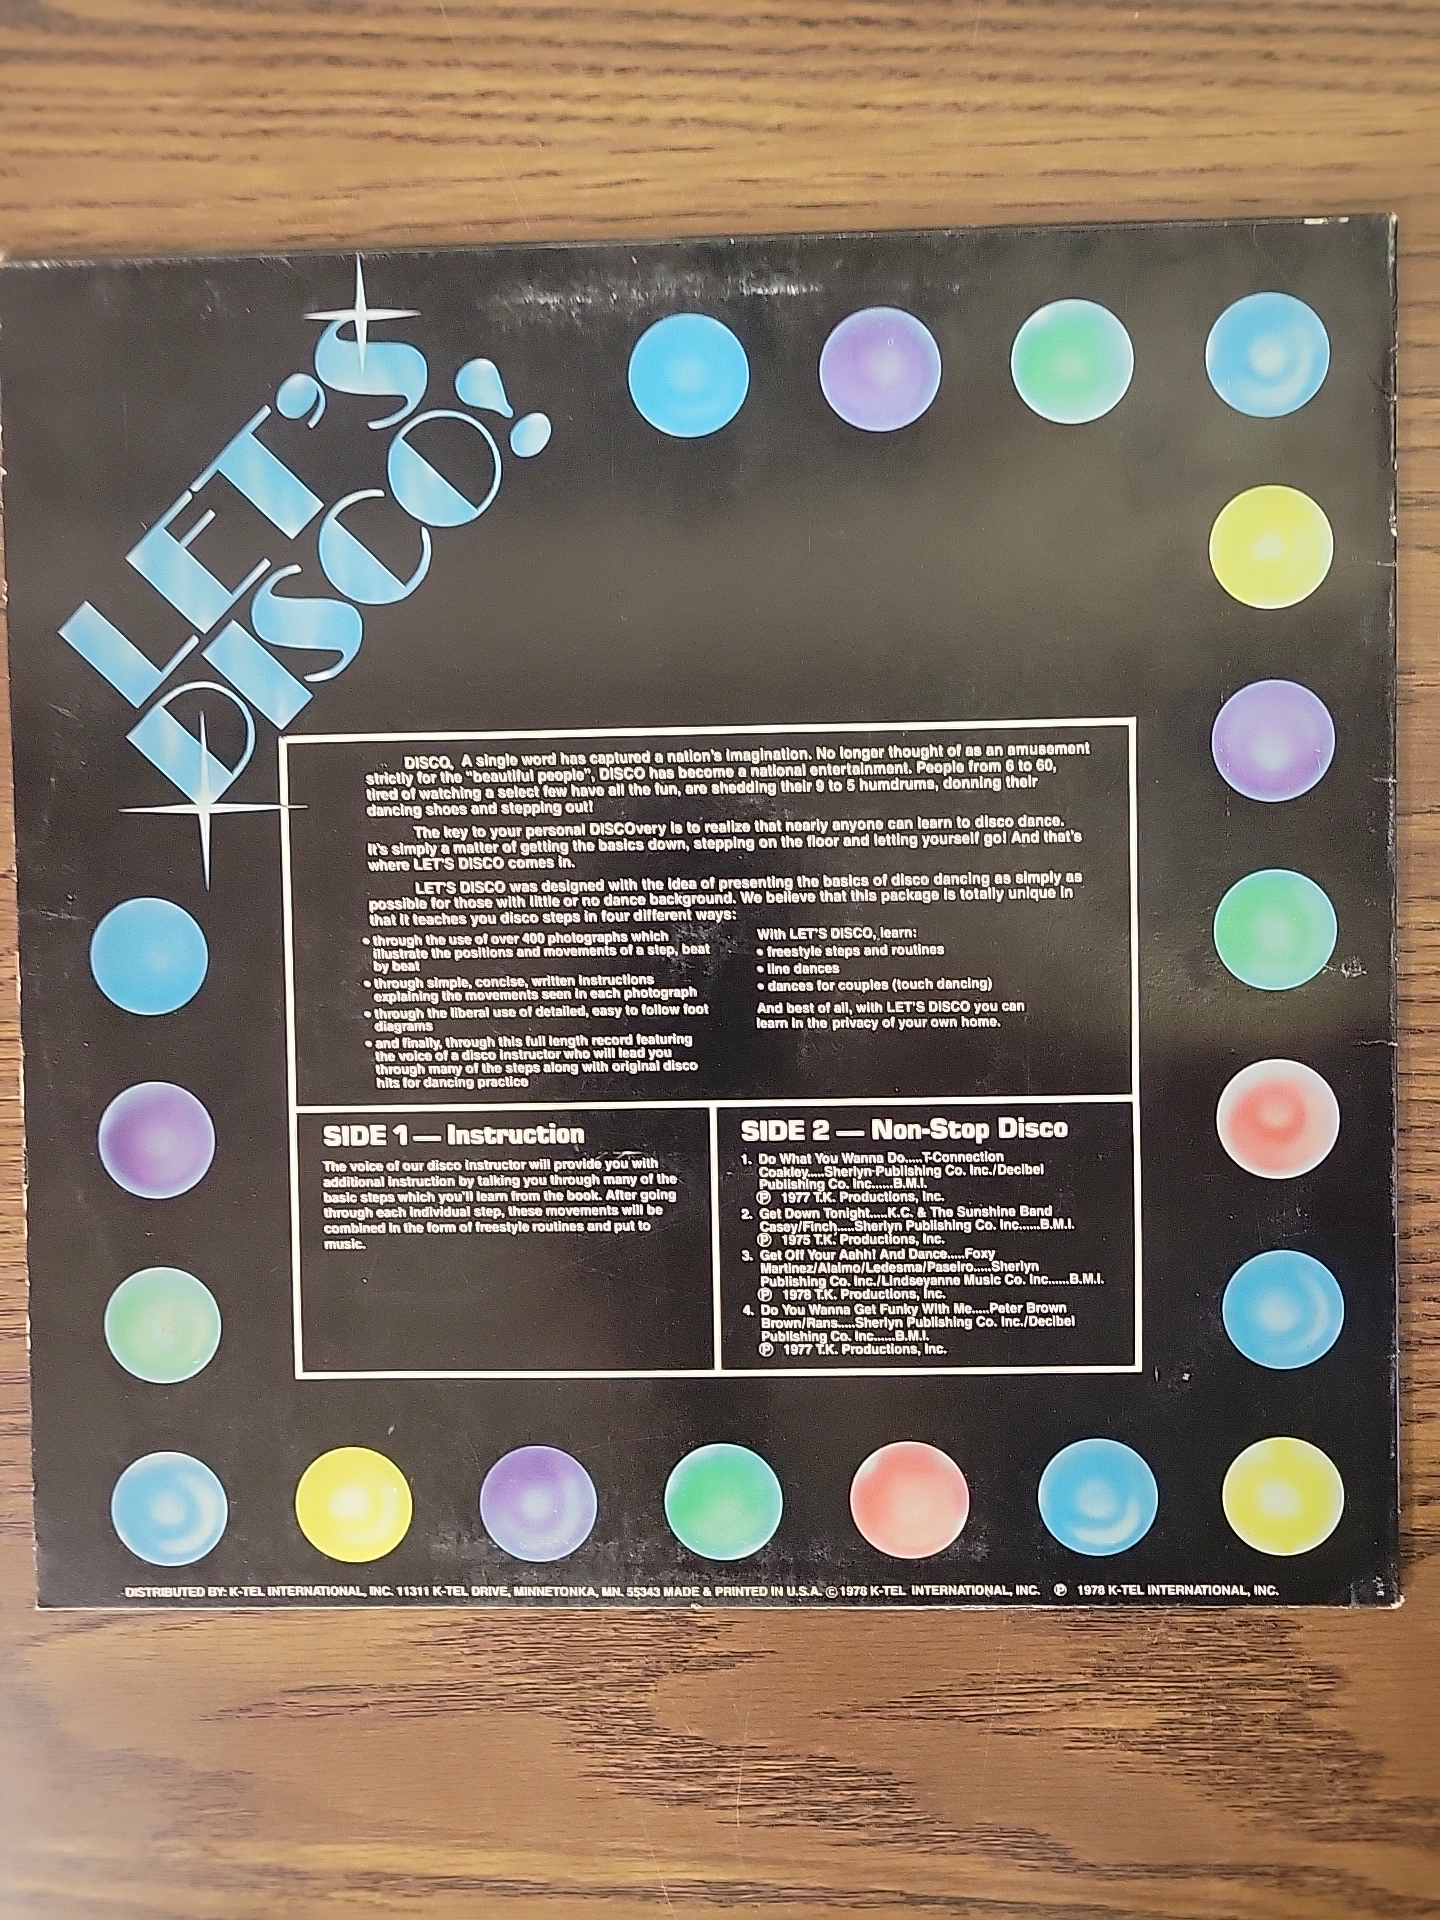 LET'S
DISCO!
DISCO. A single word has captured a nation's imagination. No longer thought of as an amusement
strictly for the "beautiful people", DISCO has become a national entertainment. People from 6 to 60,
tired of watching a select few have all the fun, are shedding their 9 to 5 humdrums, donning their
dancing shoes and stepping out!
The key to your personal DISCOvery is to realize that nearly anyone can learn to disco dance.
It's simply a matter of getting the basics down, stepping on the floor and letting yourself go! And that's
where LET'S DISCO comes in.
LET'S DISCO was designed with the idea of presenting the basics of disco dancing as simply as
possible for those with little or no dance background. We believe that this package is totally unique in
that it teaches you disco steps in four different ways:
• through the use of over 400 photographs which
illustrate the positions and movements of a step, beat
by beat
• through simple, concise, written instructions
explaining the movements seen in each photograph
• through the liberal use of detailed, easy to follow foot
diagrams
• and finally, through this full length record featuring
the voice of a disco instructor who will lead you
through many of the steps along with original disco
hits for dancing practice
With LET'S DISCO, learn:
• freestyle steps and routines
• line dances
• dances for couples (touch dancing)
And best of all, with LET'S DISCO you can
learn in the privacy of your own home.
SIDE 1 — Instruction
The voice of our disco instructor will provide you with
additional instruction by talking you through many of the
basic steps which you'll learn from the book. After going
through each individual step, these movements will be
combined in the form of freestyle routines and put to
music.
SIDE 2 — Non-Stop Disco
1. Do What You Wanna Do.....T-Connection
Coakley.....Sherlyn-Publishing Co. Inc./Decibel
Publishing Co. Inc......B.M.I.
Ⓟ 1977 T.K. Productions, Inc.
2. Get Down Tonight.....K.C. & The Sunshine Band
Casey/Finch.....Sherlyn Publishing Co. Inc......B.M.I.
Ⓟ 1975 T.K. Productions, Inc.
3. Get Off Your Aahh! And Dance.....Foxy
Martinez/Alaimo/Ledesma/Paseiro.....Sherlyn
Publishing Co. Inc./Lindseyanne Music Co. Inc......B.M.I.
Ⓟ 1978 T.K. Productions, Inc.
4. Do You Wanna Get Funky With Me.....Peter Brown
Brown/Rans.....Sherlyn Publishing Co. Inc./Decibel
Publishing Co. Inc......B.M.I.
Ⓟ 1977 T.K. Productions, Inc.
DISTRIBUTED BY: K-TEL INTERNATIONAL, INC. 11311 K-TEL DRIVE, MINNETONKA, MN. 55343 MADE & PRINTED IN U.S.A. © 1978 K-TEL INTERNATIONAL, INC. Ⓟ 1978 K-TEL INTERNATIONAL, INC.